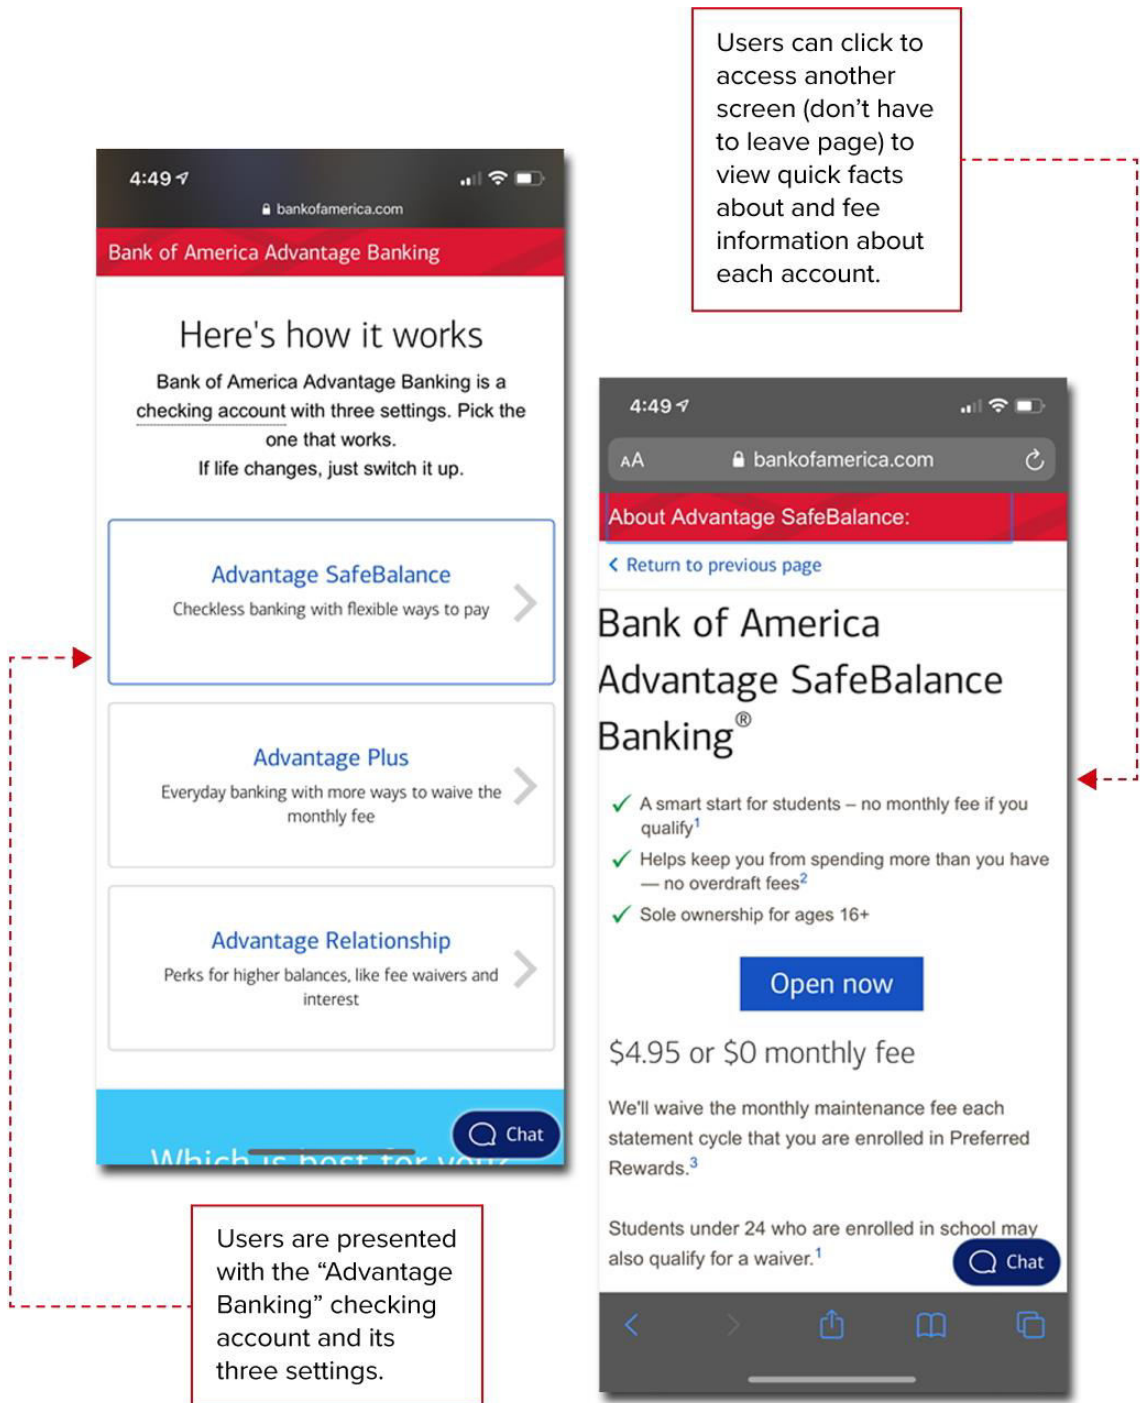 Users can click to
access another
screen (don’t have
to leave page) to
view quick facts
about and fee
information about
each account.
4:49
bankofamerica.com
Bank of America Advantage Banking
Here's how it works
Bank of America Advantage Banking is a
checking account with three settings. Pick the
one that works.
If life changes, just switch it up.
Advantage SafeBalance
Checkless banking with flexible ways to pay
Advantage Plus
Everyday banking with more ways to waive the
monthly fee
Advantage Relationship
Perks for higher balances, like fee waivers and
interest
Chat
Which is best for you?
Users are presented
with the “Advantage
Banking” checking
account and its
three settings.
4:49
AA bankofamerica.com
About Advantage SafeBalance:
Return to previous page
Bank of America
Advantage SafeBalance
Banking®
A smart start for students – no monthly fee if you
qualify1
Helps keep you from spending more than you have
— no overdraft fees2
Sole ownership for ages 16+
Open now
$4.95 or $0 monthly fee
We'll waive the monthly maintenance fee each
statement cycle that you are enrolled in Preferred
Rewards.3
Students under 24 who are enrolled in school may
also qualify for a waiver.1
Chat